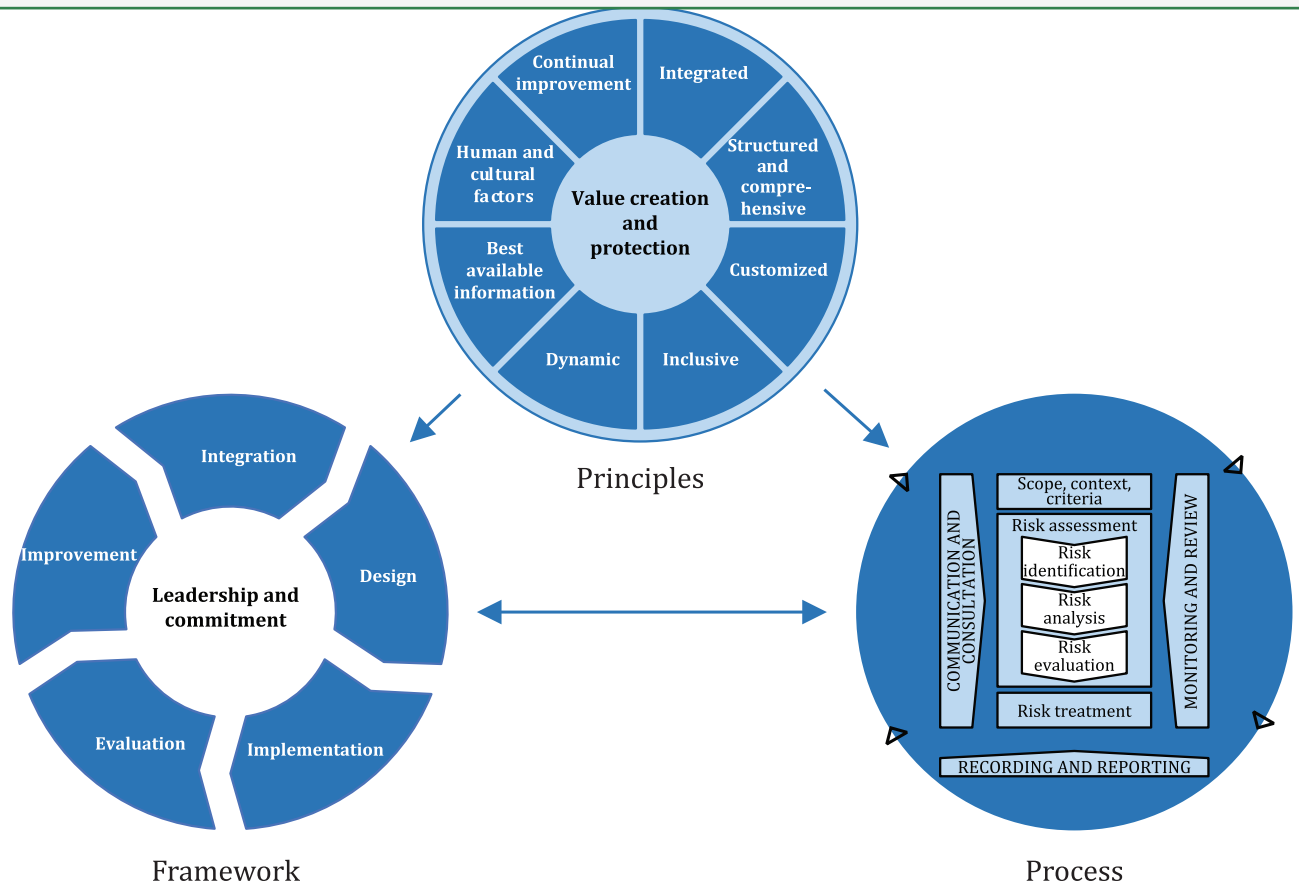 Continual
improvement
Integrated
Human and
cultural
factors
Structured
and
compre-
hensive
Value creation
and
protection
Best
available
information
Customized
Dynamic
Inclusive
Principles
Integration
Improvement
Design
Leadership and
commitment
Evaluation
Implementation
Framework
COMMUNICATION AND
CONSULTATION
Scope, context,
criteria
Risk assessment
Risk
identification
Risk
analysis
Risk
evaluation
Risk treatment
MONITORING AND REVIEW
RECORDING AND REPORTING
Process